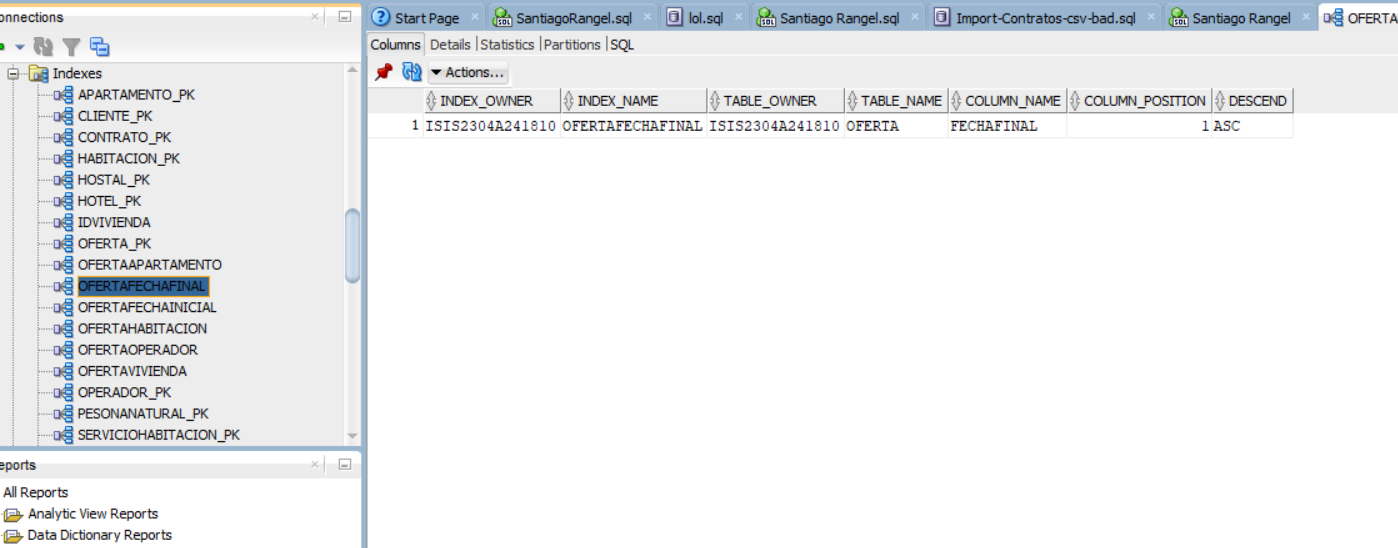 onnections
Start Page
SantiagoRangel.sql
lol.sql
Santiago Rangel.sql
Import-Contratos-csv-bad.sql
Santiago Rangel
OFERTA
Columns Details |Statistics |Partitions |SQL
Actions...
Indexes
APARTAMENTO_PK
CLIENTE_PK
CONTRATO_PK
HABITACION_PK
HOSTAL_PK
HOTEL_PK
IDVIVIENDA
OFERTA_PK
OFERTAAPARTAMENTO
OFERTAFECHAFINAL
OFERTAFECHAINICIAL
OFERTAHABITACION
OFERTAOPERADOR
OFERTAVIVIENDA
OPERADOR_PK
PESONANATURAL_PK
SERVICIOHABITACION_PK
INDEX_OWNER INDEX_NAME TABLE_OWNER TABLE_NAME COLUMN_NAME COLUMN_POSITION DESCEND
1 ISIS2304A241810 OFERTAFECHAFINAL ISIS2304A241810 OFERTA FECHAFINAL 1 ASC
eports
All Reports
Analytic View Reports
Data Dictionary Reports